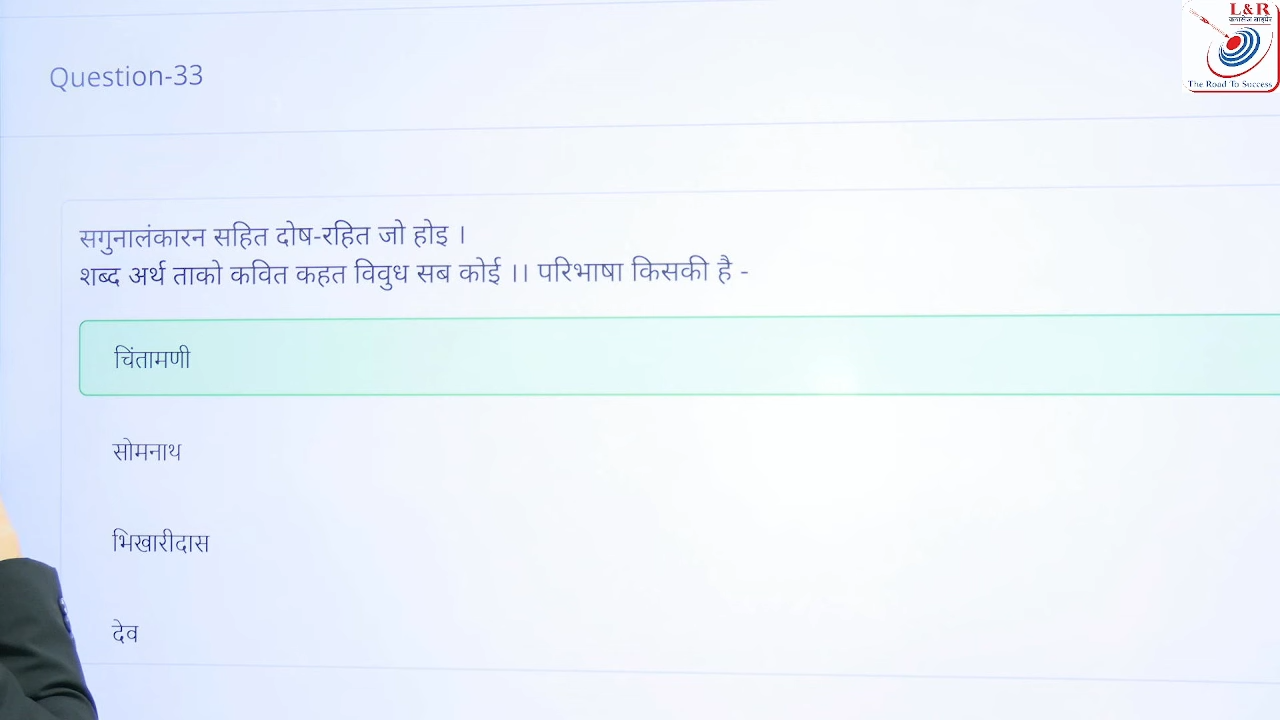 L&R
Question-33
The Road To Success
सगुनालंकारन सहित दोष-रहित जो होइ ।
शब्द अर्थ ताको कवित कहत विवुध सब कोई ।। परिभाषा किसकी है -
चिंतामणी
सोमनाथ
भिखारीदास
देव